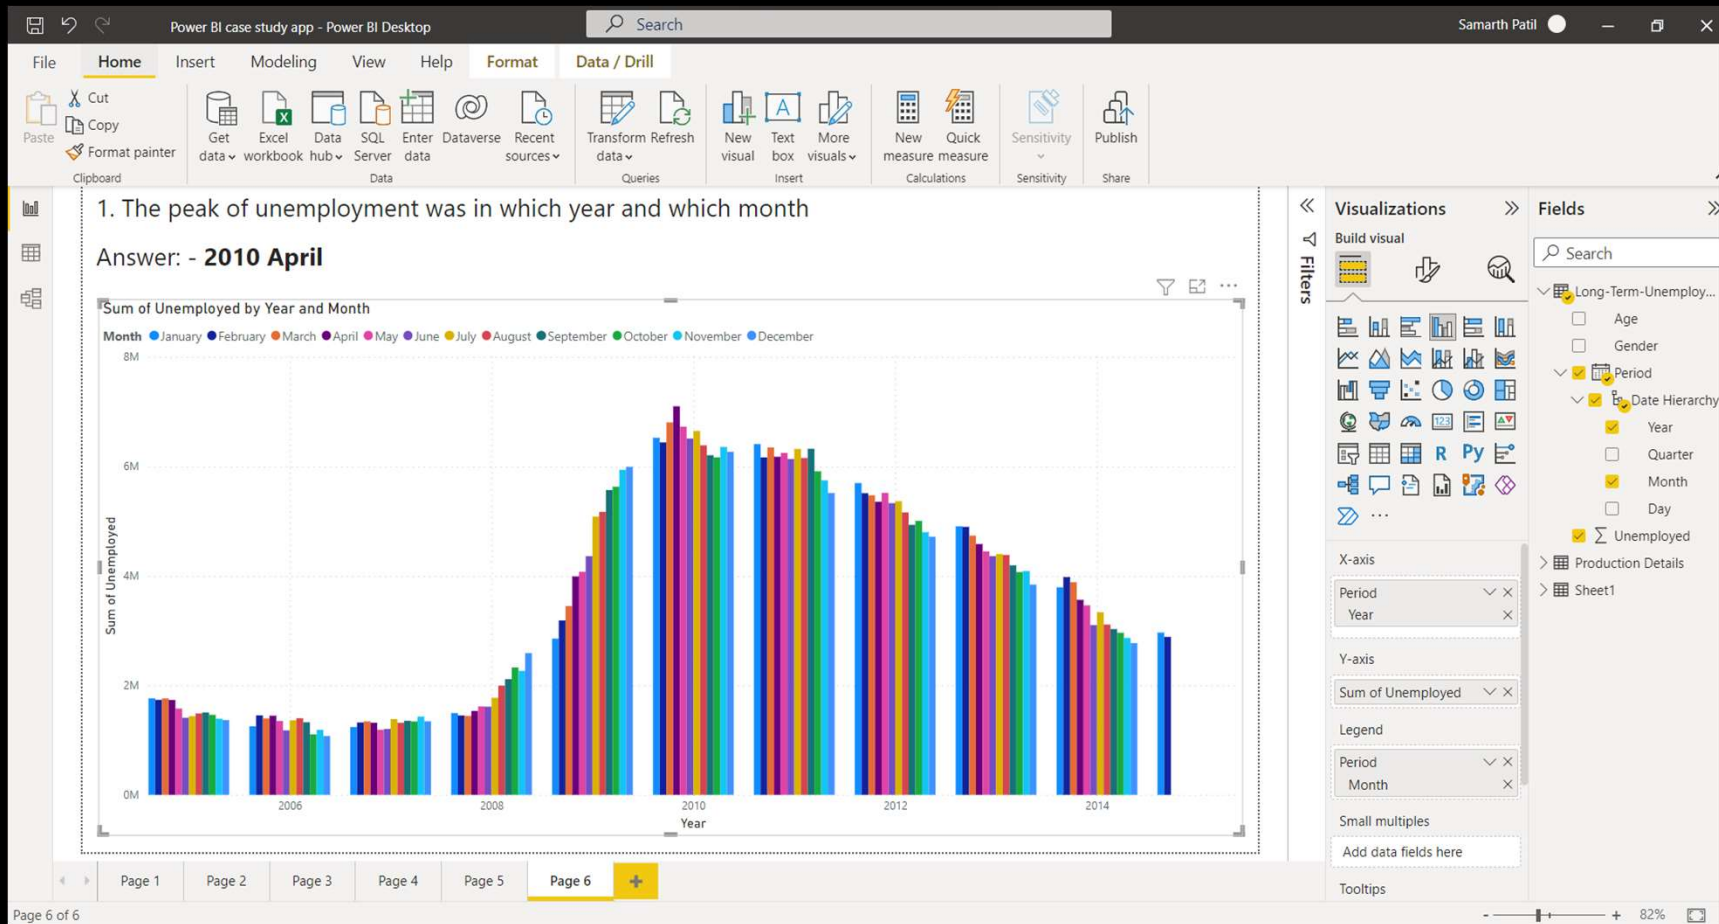 Power BI case study app - Power BI Desktop
Search
Samarth Patil
File Home Insert Modeling View Help Format Data / Drill
Paste
Cut
Copy
Format painter
Clipboard
Get data
Excel workbook
Data hub
SQL Server
Enter data
Dataverse
Recent sources
Data
Transform data
Refresh
Queries
New visual
Text box
More visuals
Insert
New measure
Quick measure
Calculations
Sensitivity
Sensitivity
Publish
Share
1. The peak of unemployment was in which year and which month
Answer: - 2010 April
Sum of Unemployed by Year and Month
Month January February March April May June July August September October November December
8M
6M
4M
2M
0M
Sum of Unemployed
2006 2008 2010 2012 2014
Year
Filters
Visualizations
Build visual
123
R Py
X-axis
Period
Year
Y-axis
Sum of Unemployed
Legend
Period
Month
Small multiples
Add data fields here
Tooltips
Fields
Search
Long-Term-Unemploy...
Age
Gender
Period
Date Hierarchy
Year
Quarter
Month
Day
Unemployed
Production Details
Sheet1
Page 1 Page 2 Page 3 Page 4 Page 5 Page 6
Page 6 of 6
82%